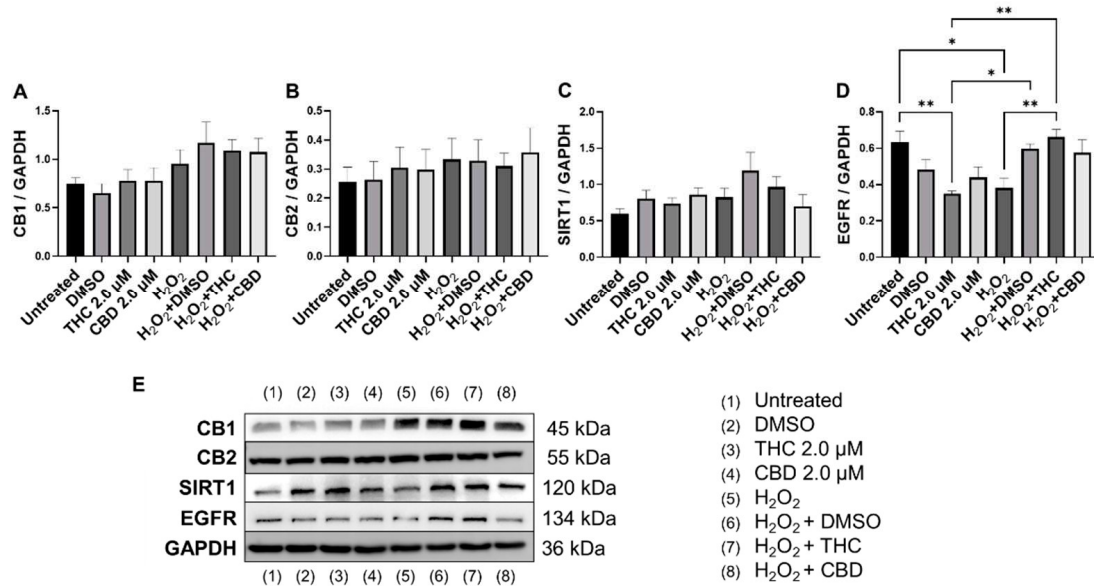 **
*
*
**
**
A
CB1 / GAPDH
1.5
1.0
0.5
0.0
Untreated
DMSO
THC 2.0 µM
CBD 2.0 µM
H₂O₂
H₂O₂+DMSO
H₂O₂+THC
H₂O₂+CBD
B
CB2 / GAPDH
0.5
0.4
0.3
0.2
0.1
0.0
Untreated
DMSO
THC 2.0 µM
CBD 2.0 µM
H₂O₂
H₂O₂+DMSO
H₂O₂+THC
H₂O₂+CBD
C
SIRT1 / GAPDH
2.0
1.5
1.0
0.5
0.0
Untreated
DMSO
THC 2.0 µM
CBD 2.0 µM
H₂O₂
H₂O₂+DMSO
H₂O₂+THC
H₂O₂+CBD
D
EGFR / GAPDH
0.8
0.6
0.4
0.2
0.0
Untreated
DMSO
THC 2.0 µM
CBD 2.0 µM
H₂O₂
H₂O₂+DMSO
H₂O₂+THC
H₂O₂+CBD
E
(1) (2) (3) (4) (5) (6) (7) (8)
CB1 45 kDa
CB2 55 kDa
SIRT1 120 kDa
EGFR 134 kDa
GAPDH 36 kDa
(1) (2) (3) (4) (5) (6) (7) (8)
(1) Untreated
(2) DMSO
(3) THC 2.0 µM
(4) CBD 2.0 µM
(5) H₂O₂
(6) H₂O₂ + DMSO
(7) H₂O₂ + THC
(8) H₂O₂ + CBD